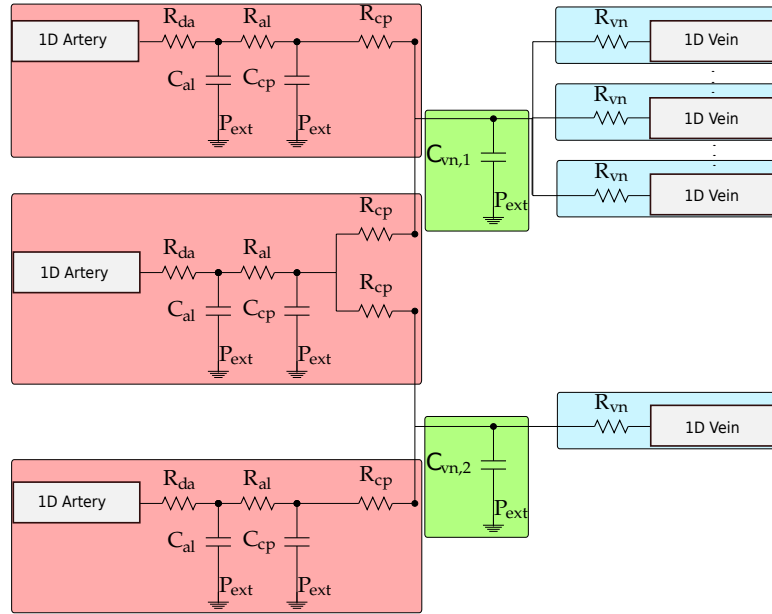 1D Artery
R_da
R_al
R_cp
C_al
C_cp
P_ext
P_ext
C_vn,1
P_ext
R_vn
1D Vein
R_vn
1D Vein
R_vn
1D Vein
1D Artery
R_da
R_al
R_cp
R_cp
C_al
C_cp
P_ext
P_ext
R_vn
1D Vein
C_vn,2
P_ext
1D Artery
R_da
R_al
R_cp
C_al
C_cp
P_ext
P_ext